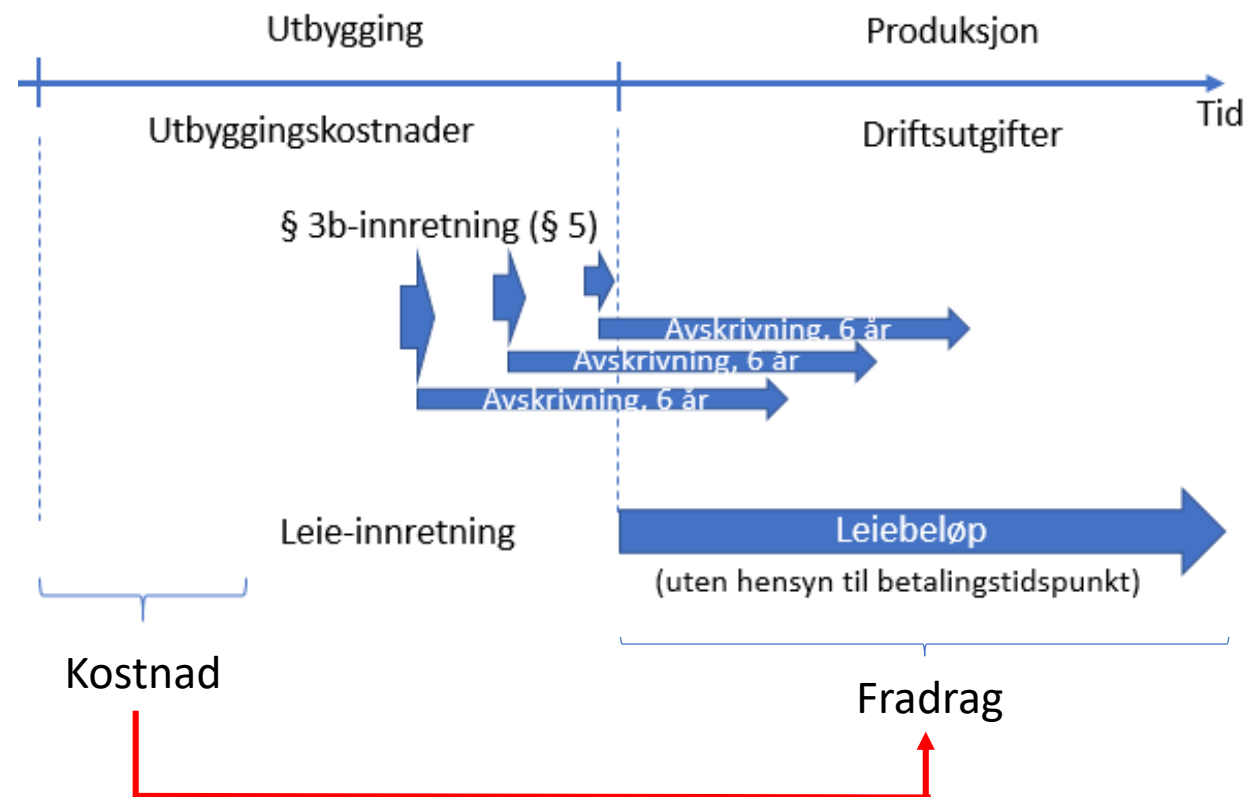 Utbygging
Produksjon
Tid
Utbyggingskostnader
Driftsutgifter
§ 3b-innretning (§ 5)
Avskrivning, 6 år
Avskrivning, 6 år
Avskrivning, 6 år
Leie-innretning
Leiebeløp
(uten hensyn til betalingstidspunkt)
Kostnad
Fradrag